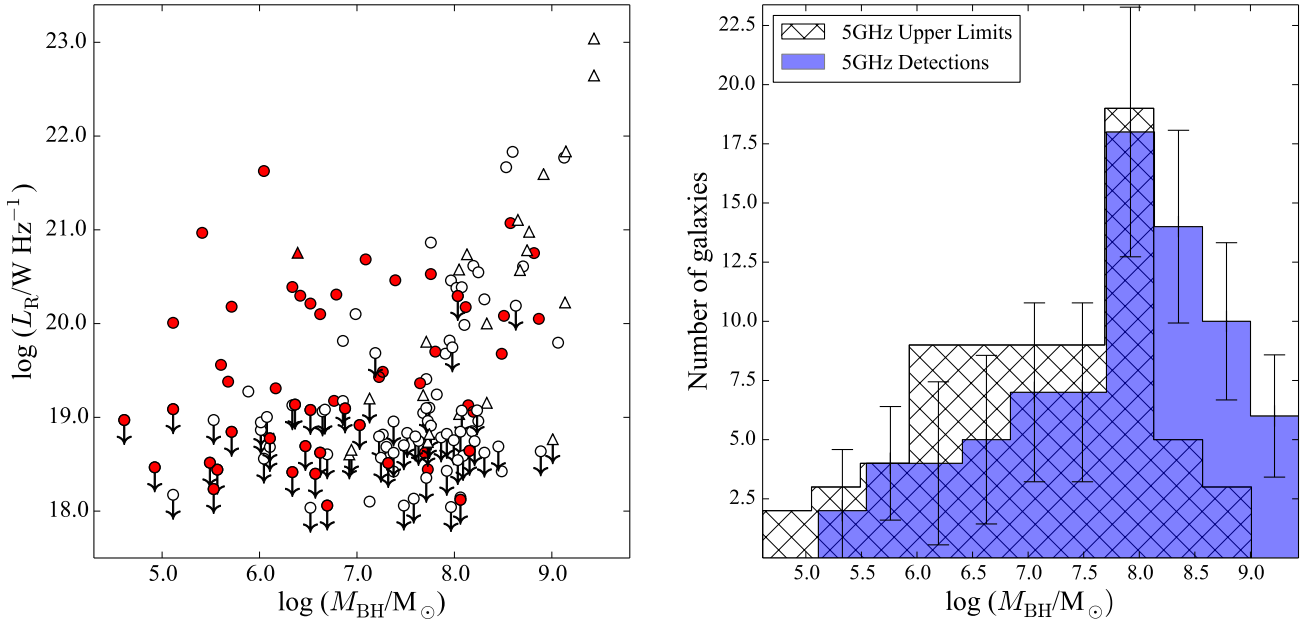 23.0
22.0
21.0
20.0
19.0
18.0
log (L_R/W Hz⁻¹)
5.0 6.0 7.0 8.0 9.0
log (M_BH/M_⊙)
5GHz Upper Limits
5GHz Detections
22.5
20.0
17.5
15.0
12.5
10.0
7.5
5.0
2.5
Number of galaxies
5.0 5.5 6.0 6.5 7.0 7.5 8.0 8.5 9.0
log (M_BH/M_⊙)